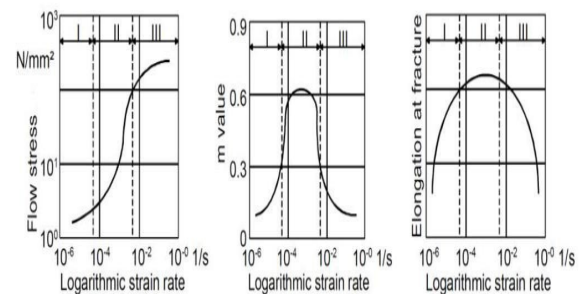 10³
N/mm²
Flow stress
10¹
10⁰
I II III
10⁻⁶ 10⁻⁴ 10⁻² 10⁻⁰ 1/s
Logarithmic strain rate
0.9
m value
0.6
0.3
0
I II III
10⁻⁶ 10⁻⁴ 10⁻² 10⁻⁰ 1/s
Logarithmic strain rate
Elongation at fracture
I II III
10⁻⁶ 10⁻⁴ 10⁻² 10⁻⁰ 1/s
Logarithmic strain rate